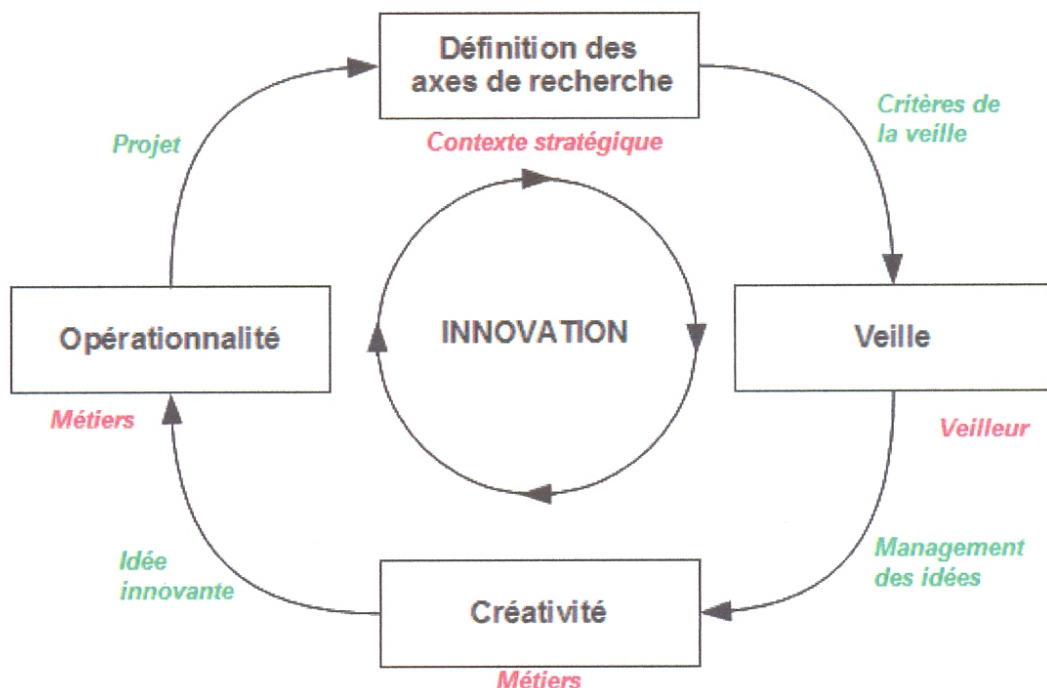 Définition des
axes de recherche
Contexte stratégique
Critères de
la veille
Projet
Opérationnalité
INNOVATION
Veille
Métiers
Veilleur
Idée
innovante
Management
des idées
Créativité
Métiers